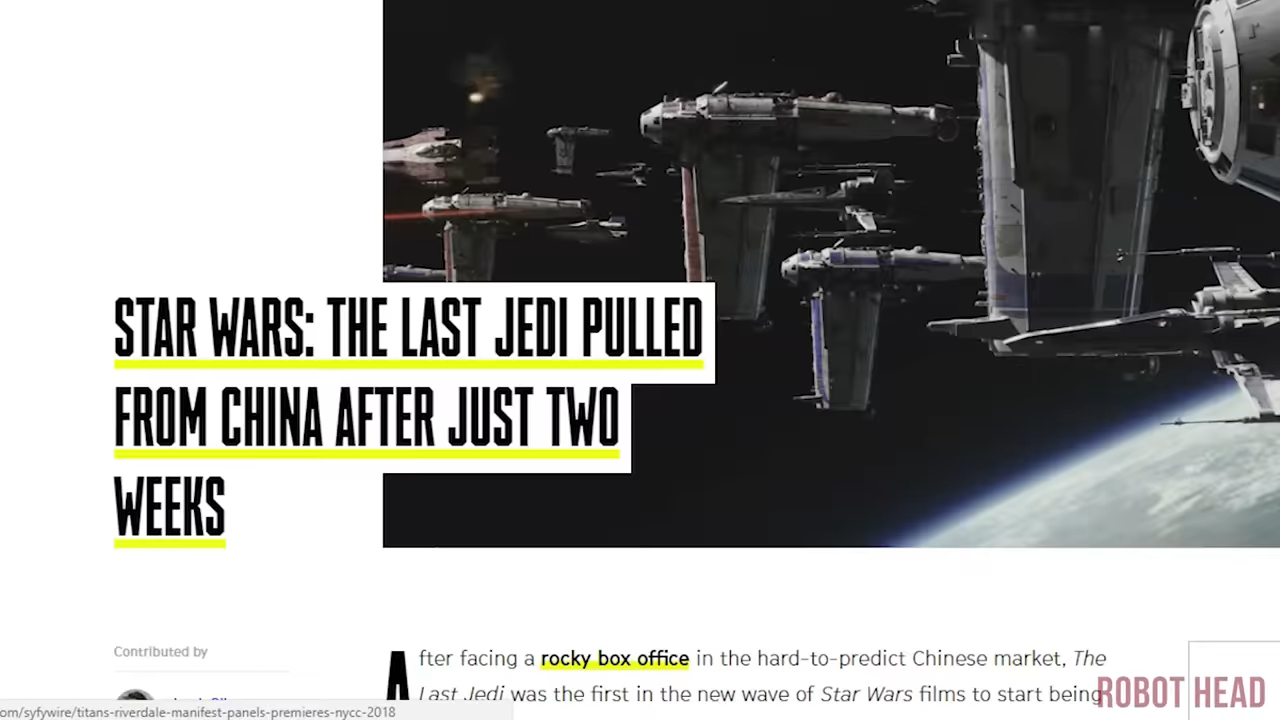 STAR WARS: THE LAST JEDI PULLED
FROM CHINA AFTER JUST TWO
WEEKS
Contributed by
After facing a rocky box office in the hard-to-predict Chinese market, The
Last Jedi was the first in the new wave of Star Wars films to start being
ROBOT HEAD
om/syfywire/titans-riverdale-manifest-panels-premieres-nycc-2018